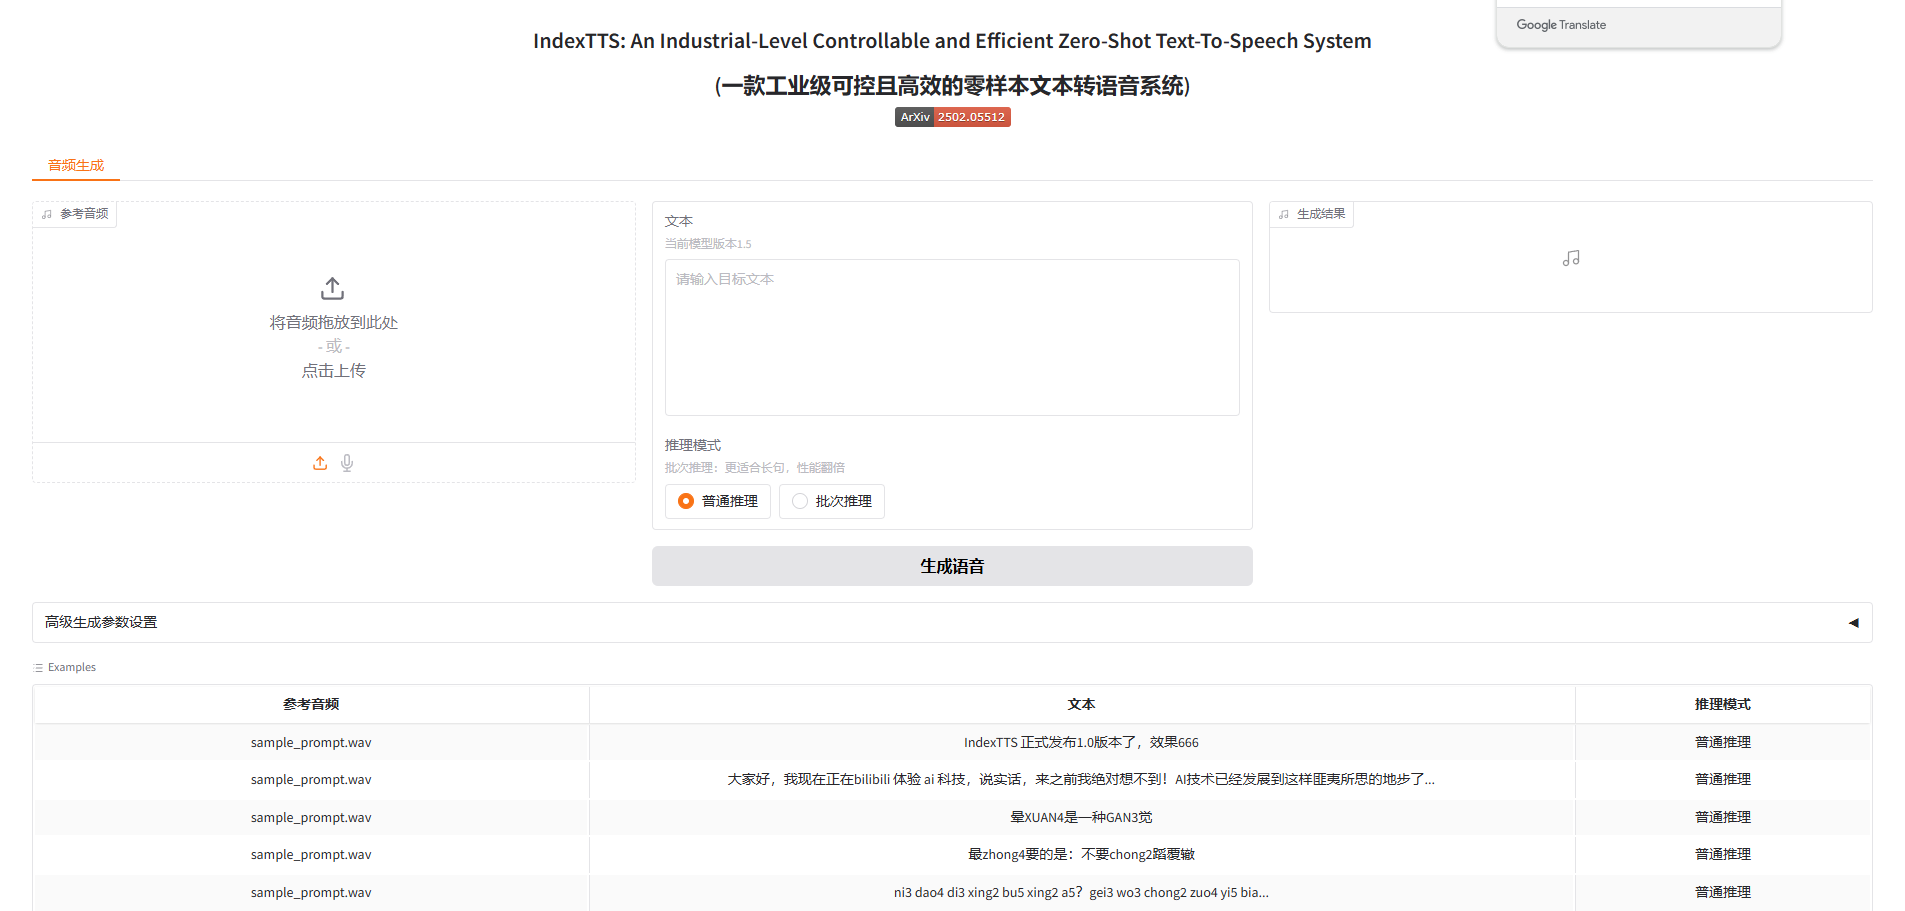 Google Translate
IndexTTS: An Industrial-Level Controllable and Efficient Zero-Shot Text-To-Speech System
(一款工业级可控且高效的零样本文本转语音系统)
ArXiv 2502.05512
音频生成
参考音频
将音频拖放到此处
- 或 -
点击上传
文本
当前模型版本1.5
请输入目标文本
推理模式
批次推理：更适合长句，性能翻倍
普通推理 批次推理
生成语音
生成结果
高级生成参数设置
Examples
参考音频 文本 推理模式
sample_prompt.wav IndexTTS 正式发布1.0版本了，效果666 普通推理
sample_prompt.wav 大家好，我现在正在bilibili 体验 ai 科技，说实话，来之前我绝对想不到！AI技术已经发展到这样匪夷所思的地步了... 普通推理
sample_prompt.wav 晕XUAN4是一种GAN3觉 普通推理
sample_prompt.wav 最zhong4要的是：不要chong2蹈覆辙 普通推理
sample_prompt.wav ni3 dao4 di3 xing2 bu5 xing2 a5？gei3 wo3 chong2 zuo4 yi5 bia... 普通推理